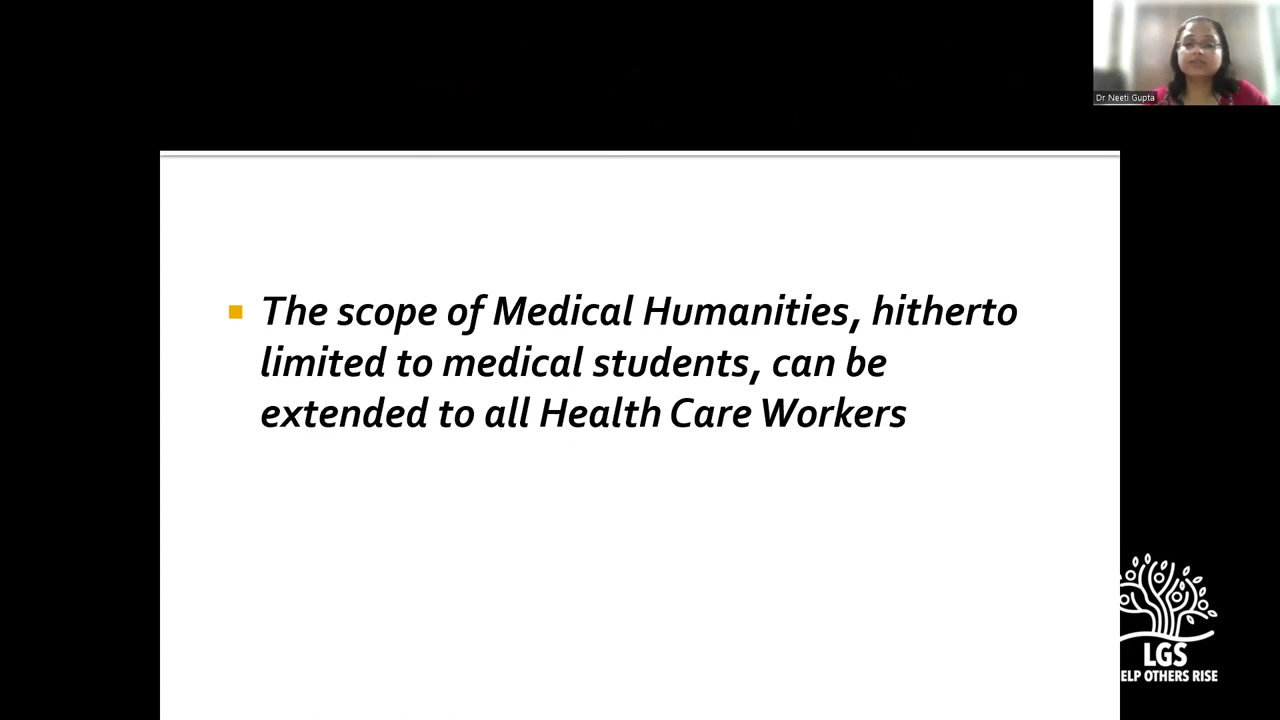 Dr Neeti Gupta
The scope of Medical Humanities, hitherto
limited to medical students, can be
extended to all Health Care Workers
LGS
ELP OTHERS RISE